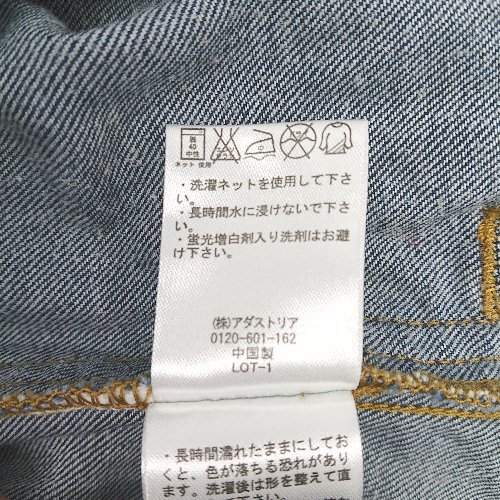 弱
40
中性
ネット 使用
・洗濯ネットを使用して下さ
い。
・長時間水に浸けないで下さ
い。
・蛍光増白剤入り洗剤はお避
け下さい。
(株)アダストリア
0120-601-162
中国製
LOT-1
・長時間濡れたままにしてお
くと、色が落ちる恐れがあり
ます。洗濯後は形を整えて直